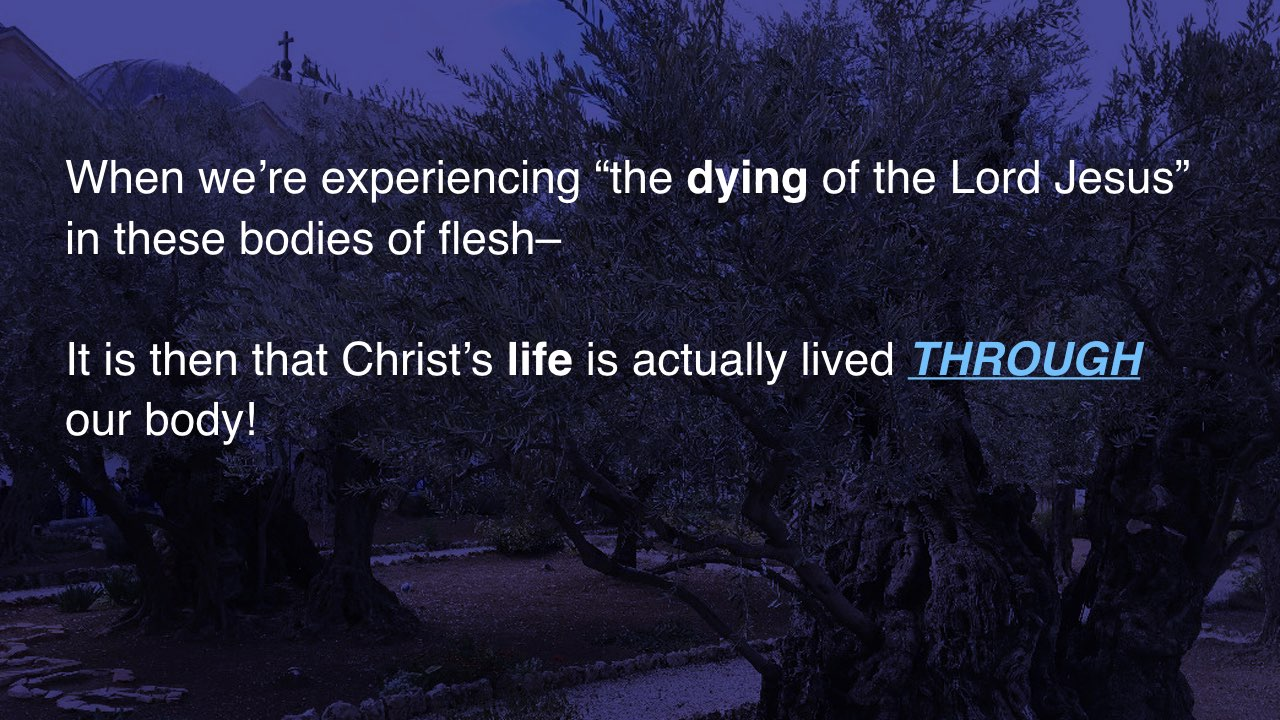 When we’re experiencing “the dying of the Lord Jesus”
in these bodies of flesh–
It is then that Christ’s life is actually lived THROUGH
our body!